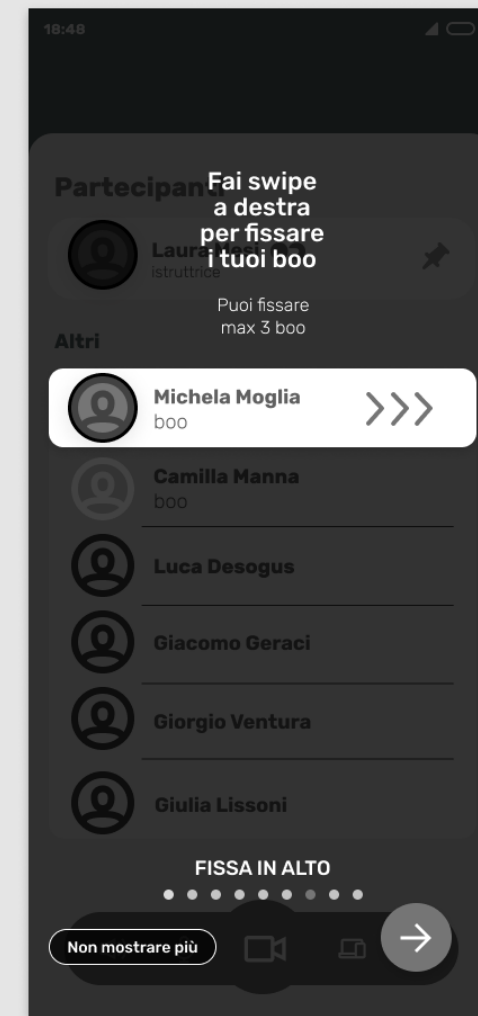 18:48
Partecipanti
Fai swipe
a destra
per fissare
i tuoi boo
Laura Mesi
istruttrice
Puoi fissare
max 3 boo
Altri
Michela Moglia
boo
Camilla Manna
boo
Luca Desogus
Giacomo Geraci
Giorgio Ventura
Giulia Lissoni
FISSA IN ALTO
Non mostrare più